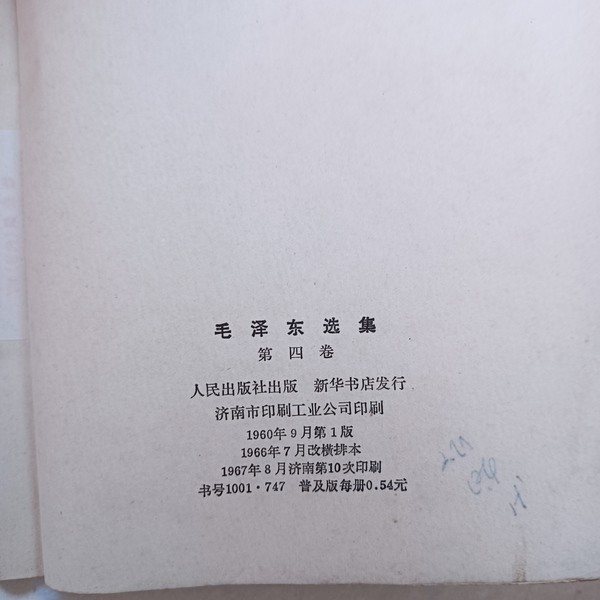 毛泽东选集
第四卷
人民出版社出版 新华书店发行
济南市印刷工业公司印刷
1960年9月第1版
1966年7月改横排本
1967年8月济南第10次印刷
书号1001·747 普及版每册0.54元